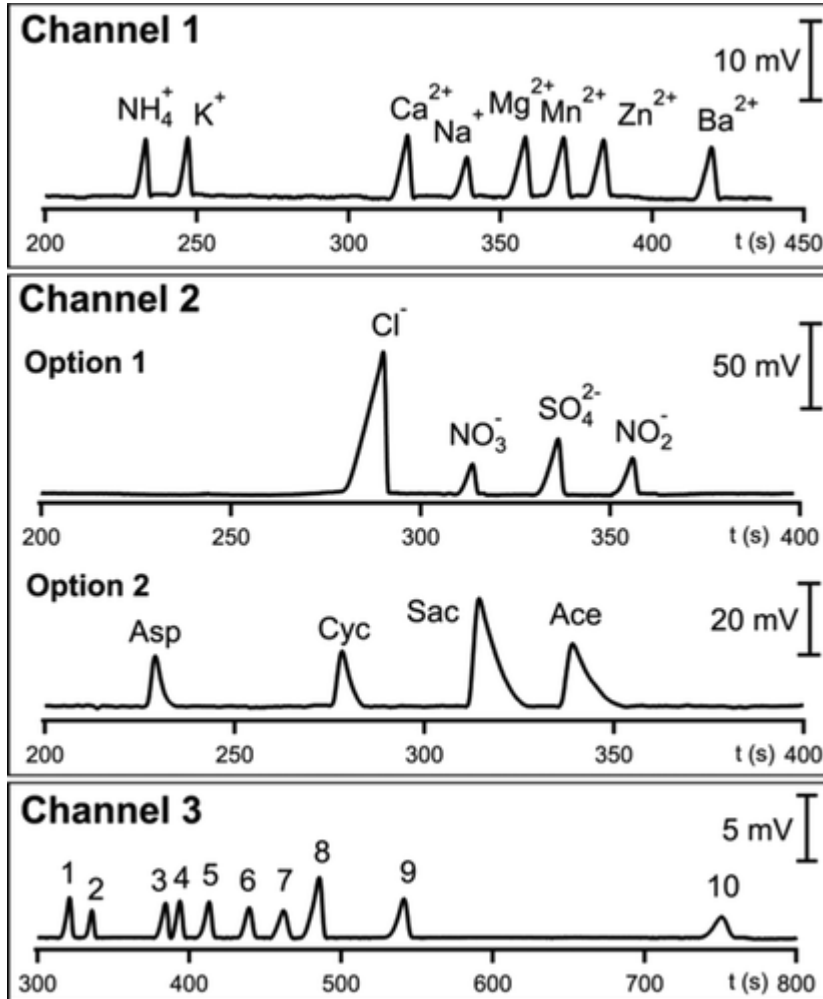 Channel 1
10 mV
NH₄⁺ K⁺ Ca²⁺ Na⁺ Mg²⁺ Mn²⁺ Zn²⁺ Ba²⁺
200 250 300 350 400 t (s) 450
Channel 2
Option 1
Cl⁻
50 mV
NO₃⁻ SO₄²⁻ NO₂⁻
200 250 300 350 t (s) 400
Option 2
20 mV
Asp Cyc Sac Ace
200 250 300 350 t (s) 400
Channel 3
5 mV
1 2 3 4 5 6 7 8 9 10
300 400 500 600 700 t (s) 800